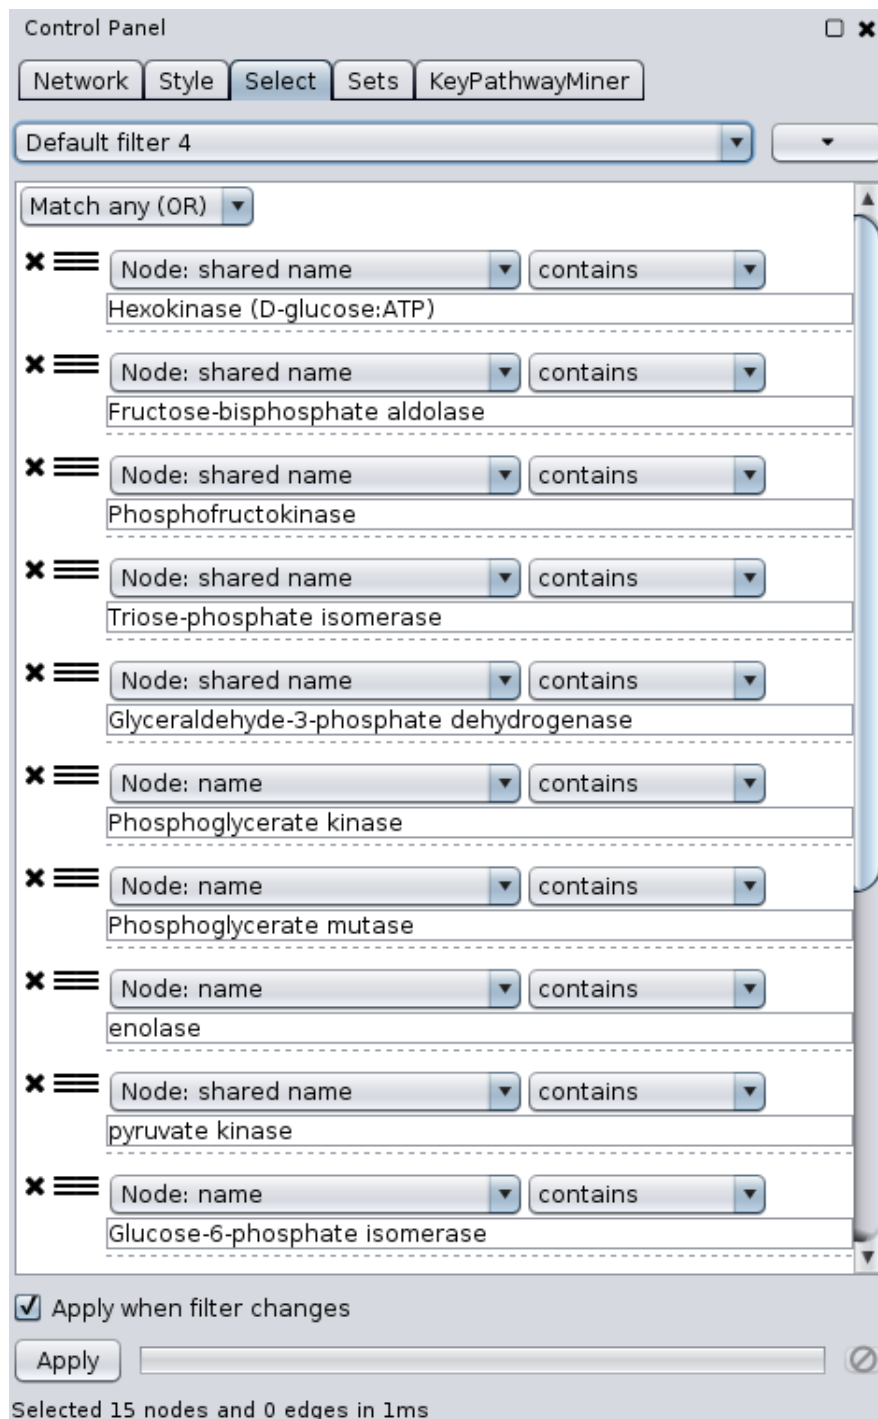 Control Panel
Network Style Select Sets KeyPathwayMiner
Default filter 4
Match any (OR)
Node: shared name contains
Hexokinase (D-glucose:ATP)
Node: shared name contains
Fructose-bisphosphate aldolase
Node: shared name contains
Phosphofructokinase
Node: shared name contains
Triose-phosphate isomerase
Node: shared name contains
Glyceraldehyde-3-phosphate dehydrogenase
Node: name contains
Phosphoglycerate kinase
Node: name contains
Phosphoglycerate mutase
Node: name contains
enolase
Node: shared name contains
pyruvate kinase
Node: name contains
Glucose-6-phosphate isomerase
Apply when filter changes
Apply
Selected 15 nodes and 0 edges in 1ms